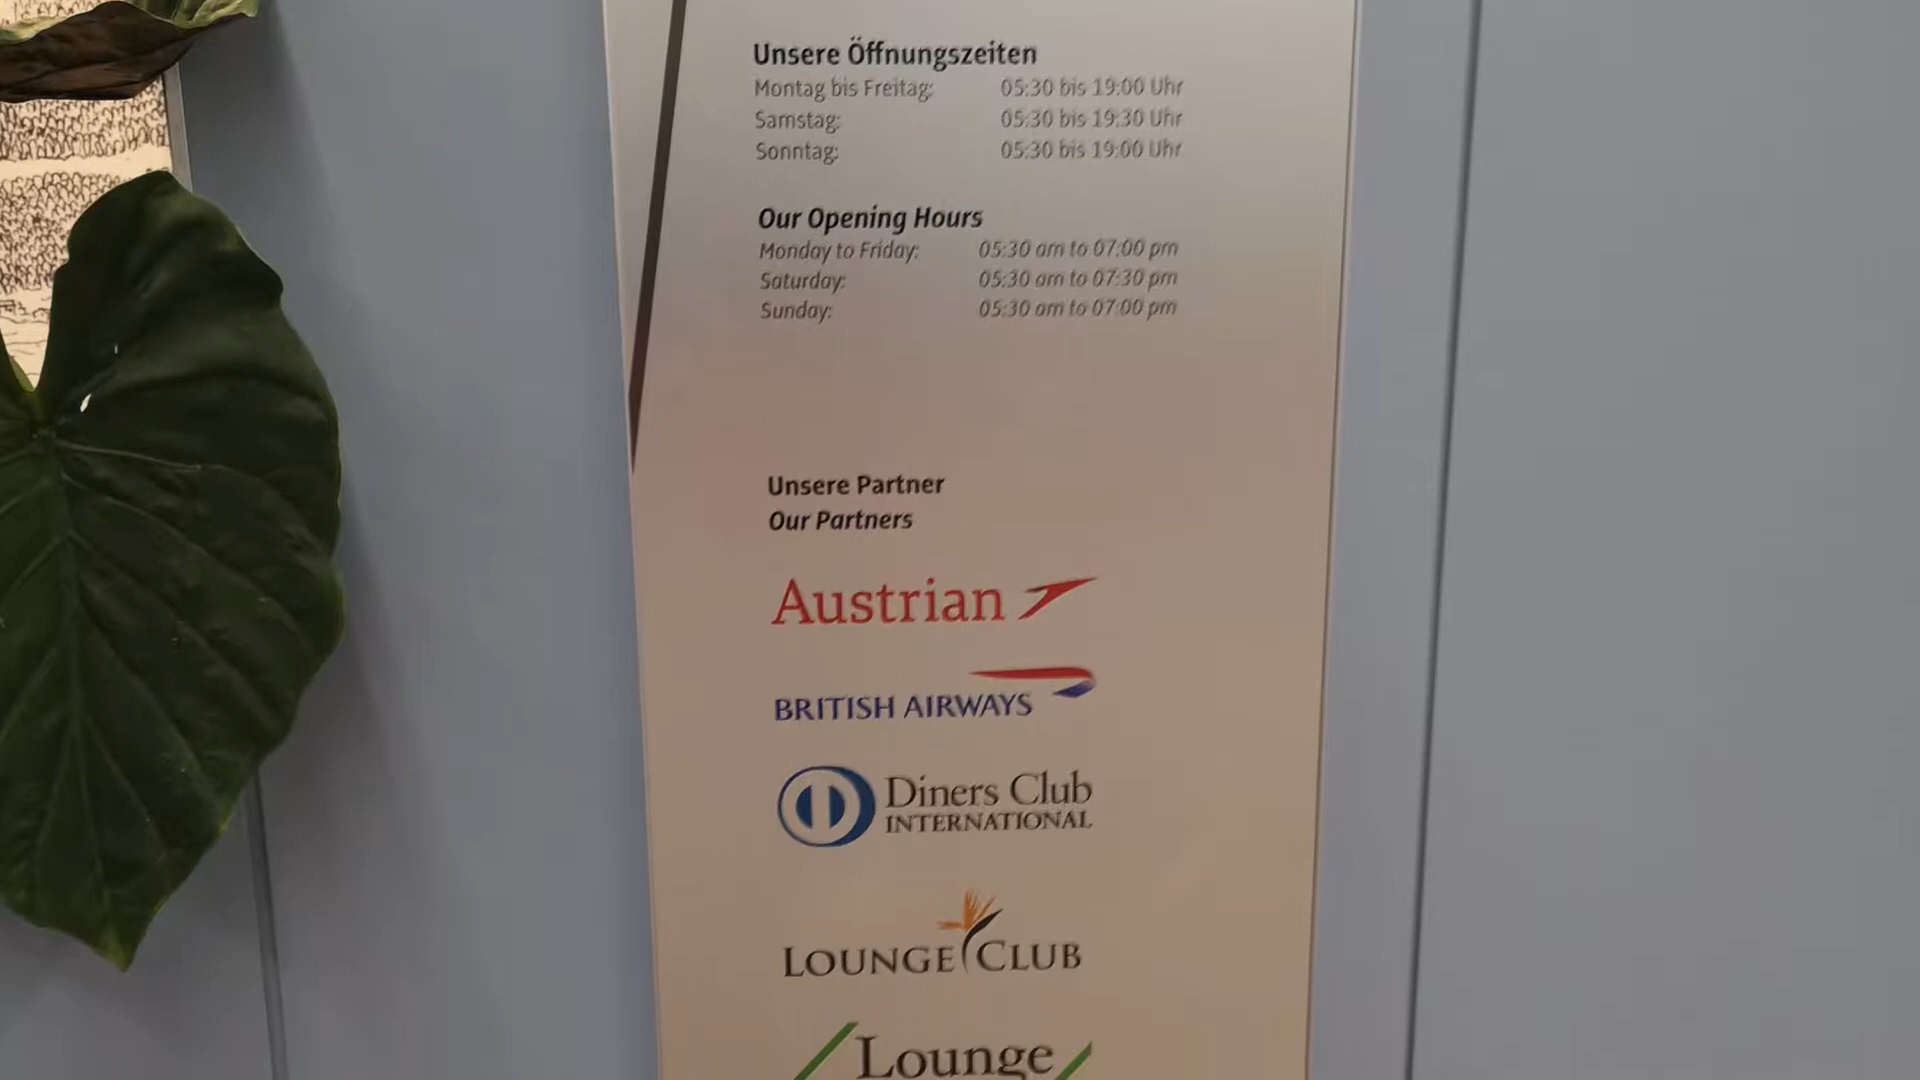 Unsere Öffnungszeiten
Montag bis Freitag: 05:30 bis 19:00 Uhr
Samstag: 05:30 bis 19:30 Uhr
Sonntag: 05:30 bis 19:00 Uhr
Our Opening Hours
Monday to Friday: 05:30 am to 07:00 pm
Saturday: 05:30 am to 07:30 pm
Sunday: 05:30 am to 07:00 pm
Unsere Partner
Our Partners
Austrian
BRITISH AIRWAYS
Diners Club
INTERNATIONAL
LOUNGE CLUB
Lounge